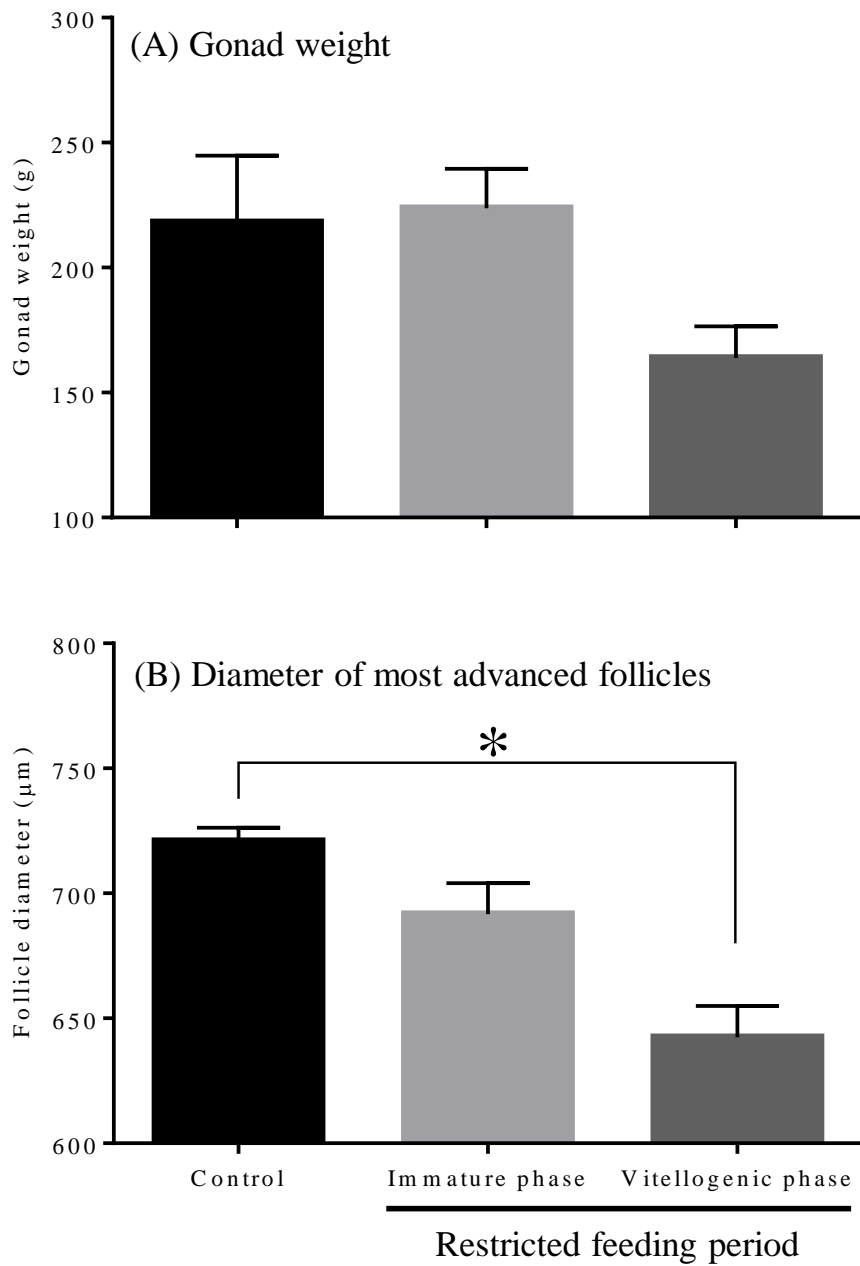 (A) Gonad weight
Gonad weight (g)
300
250
200
150
100
(B) Diameter of most advanced follicles
Follicle diameter (µm)
800
750
700
650
600
*
Control
Immature phase
Vitellogenic phase
Restricted feeding period